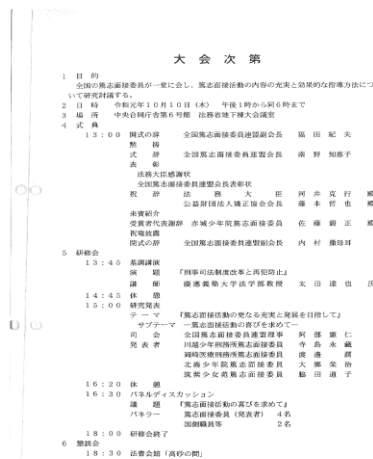 大会次第
1 目的
全国の篤志面接委員が一堂に会し、篤志面接活動の内容の充実と効果的な指導方法につ
いて研究討議する。
2 日時 令和元年10月10日(木) 午後1時から同6時まで
3 場所 中央合同庁舎第6号館 法務省地下棟大会議室
4 式典
13:00 開式の辞 全国篤志面接委員連盟副会長 福田紀夫
黙祷
式辞 全国篤志面接委員連盟会長 南野知惠子
表彰
法務大臣感謝状
全国篤志面接委員連盟会長表彰状
祝辞 法務大臣 河井克行 殿
公益財団法人矯正協会会長 藤本哲也 殿
来賓紹介
受賞者代表謝辞 赤城少年院篤志面接委員 佐藤 正 殿
祝電披露
閉式の辞 全国篤志面接委員連盟副会長 内村
5 研修会
13:45 基調講演
演題 『刑事司法制度改革と再犯防止』
講師 慶應義塾大学法学部教授 太田達也 氏
14:45 休憩
15:00 研究発表
テーマ 『篤志面接活動の更なる充実と発展を目指して』
サブテーマ ―篤志面接活動の喜びを求めて―
司会 全国篤志面接委員連盟理事 阿部 仁
発表者 川越少年刑務所篤志面接委員 寺島永
岡崎医療刑務所篤志面接委員 渡邉潤
北海少年院篤志面接委員 大 栄治
筑紫少女苑篤志面接委員 脇田道子
16:20 休憩
16:30 パネルディスカッション
議題 『篤志面接活動の喜びを求めて』
パネラー 篤志面接委員(発表者) 4名
国側職員等 2名
18:00 研修会終了
6 懇談会
18:30 法曹会館「高砂の間」